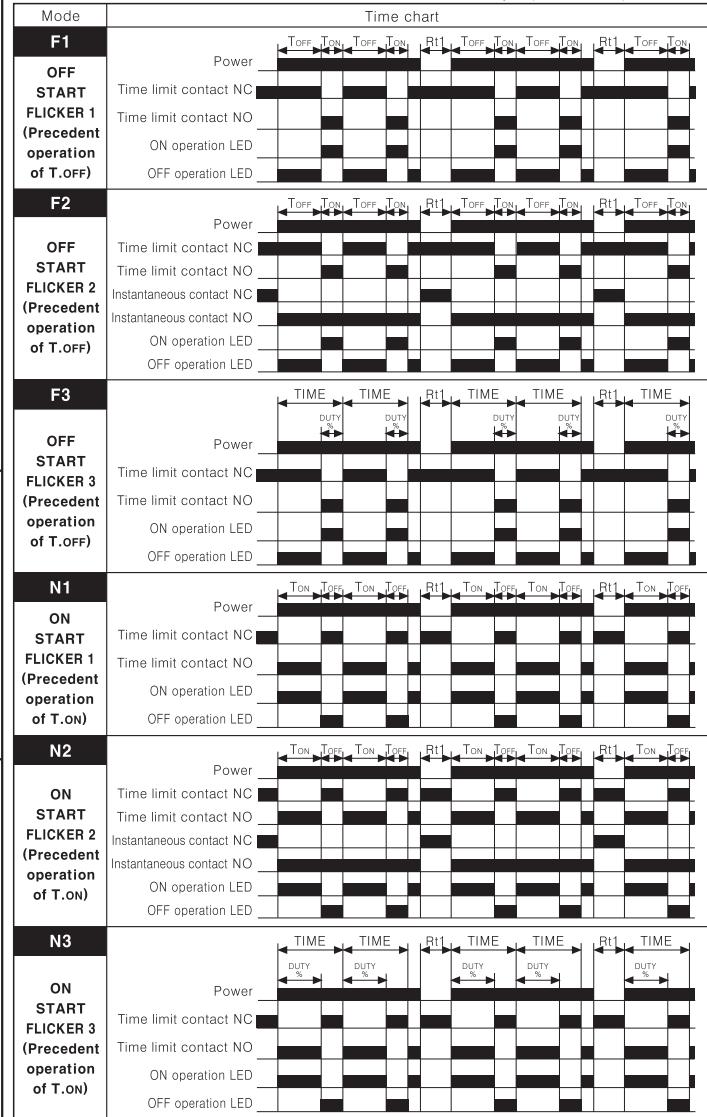 Mode Time chart
F1
OFF
START
FLICKER 1
(Precedent
operation
of T.OFF)
TOFF TON TOFF TON Rt1 TOFF TON TOFF TON Rt1 TOFF TON
Power
Time limit contact NC
Time limit contact NO
ON operation LED
OFF operation LED
F2
OFF
START
FLICKER 2
(Precedent
operation
of T.OFF)
TOFF TON TOFF TON Rt1 TOFF TON TOFF TON Rt1 TOFF TON
Power
Time limit contact NC
Time limit contact NO
Instantaneous contact NC
Instantaneous contact NO
ON operation LED
OFF operation LED
F3
OFF
START
FLICKER 3
(Precedent
operation
of T.OFF)
TIME TIME Rt1 TIME TIME Rt1 TIME
DUTY DUTY DUTY DUTY DUTY
% % % % %
Power
Time limit contact NC
Time limit contact NO
ON operation LED
OFF operation LED
N1
ON
START
FLICKER 1
(Precedent
operation
of T.ON)
TON TOFF TON TOFF Rt1 TON TOFF TON TOFF Rt1 TON TOFF
Power
Time limit contact NC
Time limit contact NO
ON operation LED
OFF operation LED
N2
ON
START
FLICKER 2
(Precedent
operation
of T.ON)
TON TOFF TON TOFF Rt1 TON TOFF TON TOFF Rt1 TON TOFF
Power
Time limit contact NC
Time limit contact NO
Instantaneous contact NC
Instantaneous contact NO
ON operation LED
OFF operation LED
N3
ON
START
FLICKER 3
(Precedent
operation
of T.ON)
TIME TIME Rt1 TIME TIME Rt1 TIME
DUTY DUTY DUTY DUTY DUTY
% % % % %
Power
Time limit contact NC
Time limit contact NO
ON operation LED
OFF operation LED